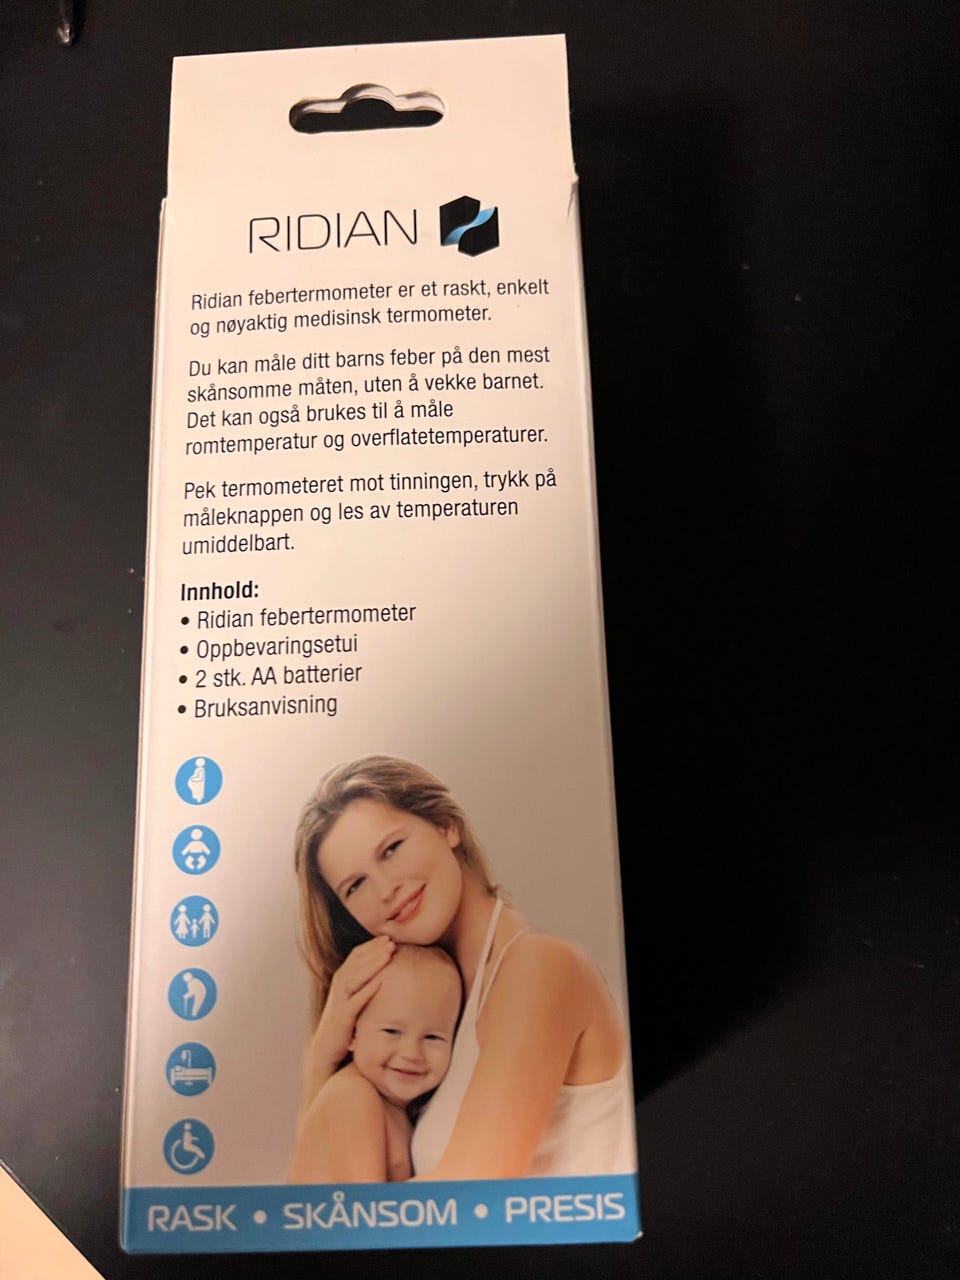 RIDIAN
Ridian febertermometer er et raskt, enkelt
og nøyaktig medisinsk termometer.
Du kan måle ditt barns feber på den mest
skånsomme måten, uten å vekke barnet.
Det kan også brukes til å måle
romtemperatur og overflatetemperaturer.
Pek termometeret mot tinningen, trykk på
måleknappen og les av temperaturen
umiddelbart.
Innhold:
• Ridian febertermometer
• Oppbevaringsetui
• 2 stk. AA batterier
• Bruksanvisning
RASK • SKÅNSOM • PRESIS